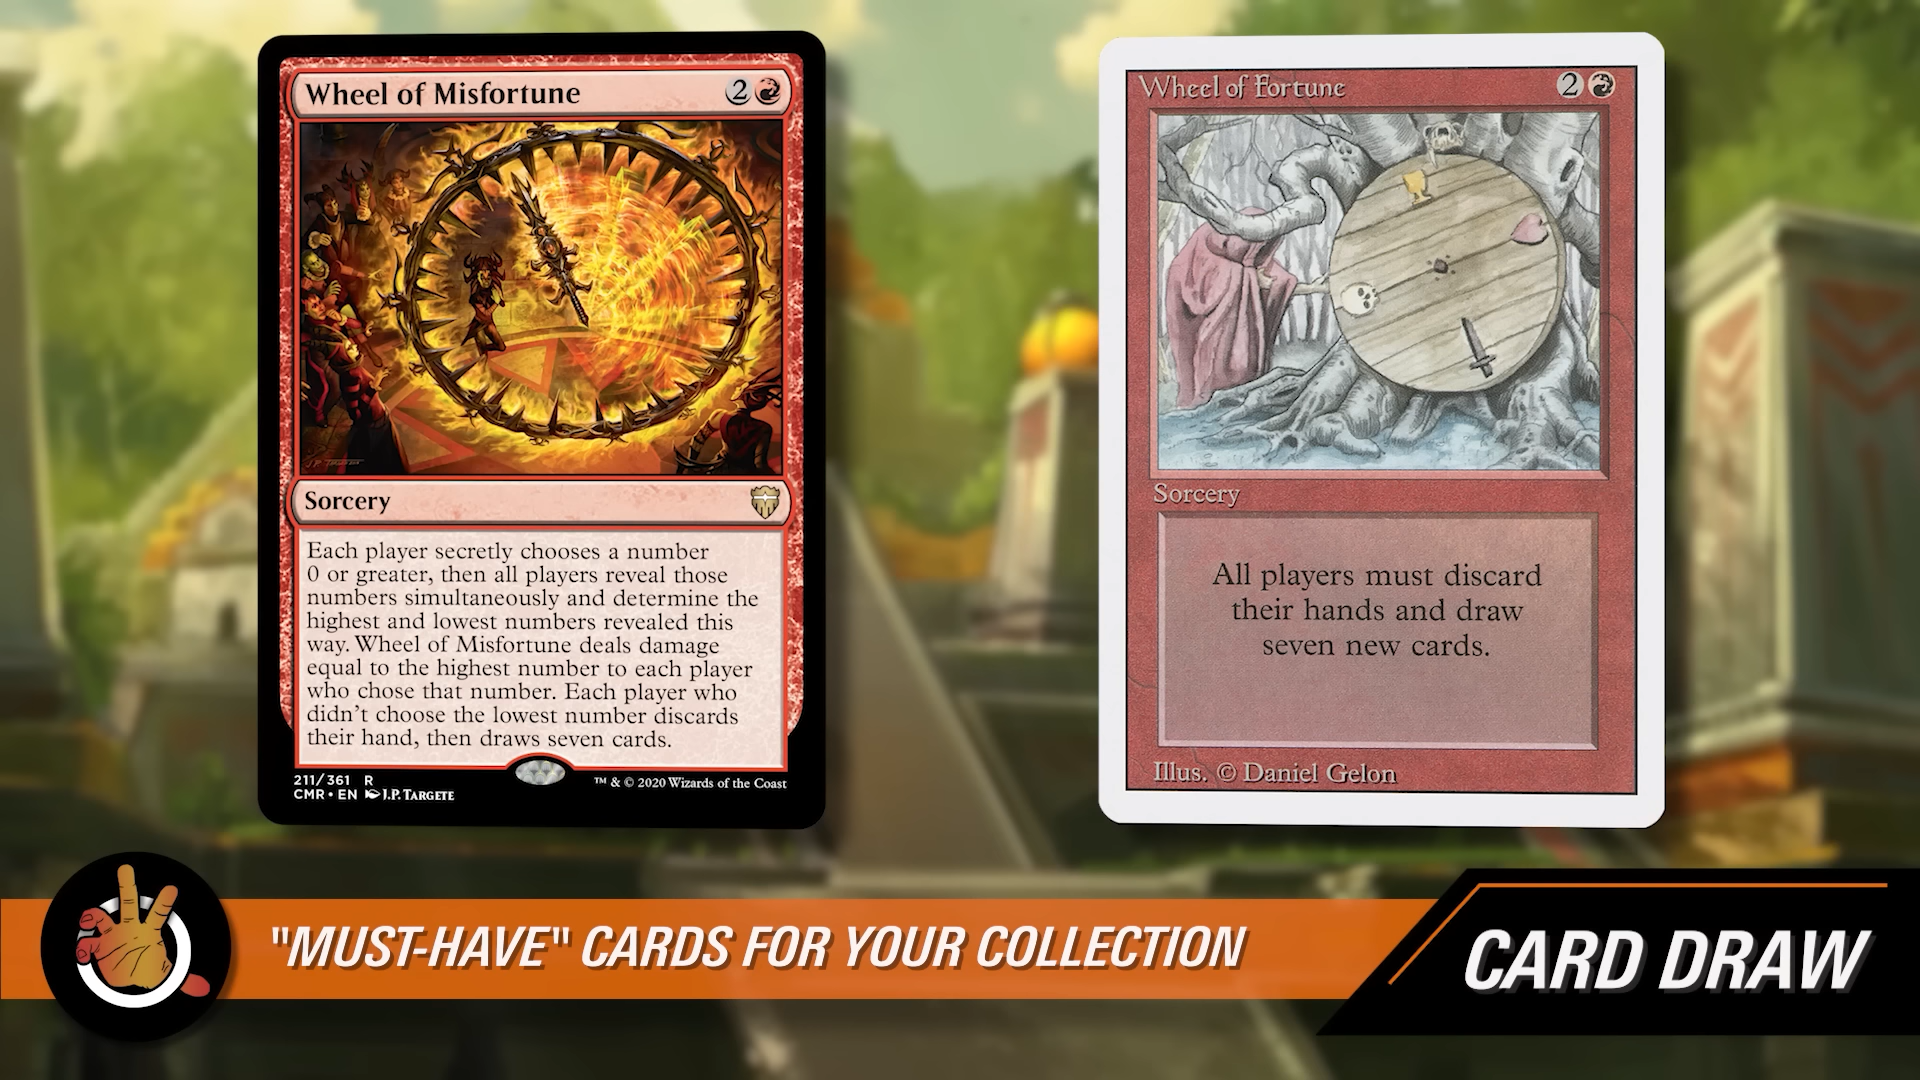 Wheel of Misfortune
2
Sorcery
Each player secretly chooses a number
0 or greater, then all players reveal those
numbers simultaneously and determine the
highest and lowest numbers revealed this
way. Wheel of Misfortune deals damage
equal to the highest number to each player
who chose that number. Each player who
didn't choose the lowest number discards
their hand, then draws seven cards.
211/361 R
CMR • EN J.P. TARGETE
™ & © 2020 Wizards of the Coast
Wheel of Fortune
2
Sorcery
All players must discard
their hands and draw
seven new cards.
Illus. © Daniel Gelon
"MUST-HAVE" CARDS FOR YOUR COLLECTION
CARD DRAW